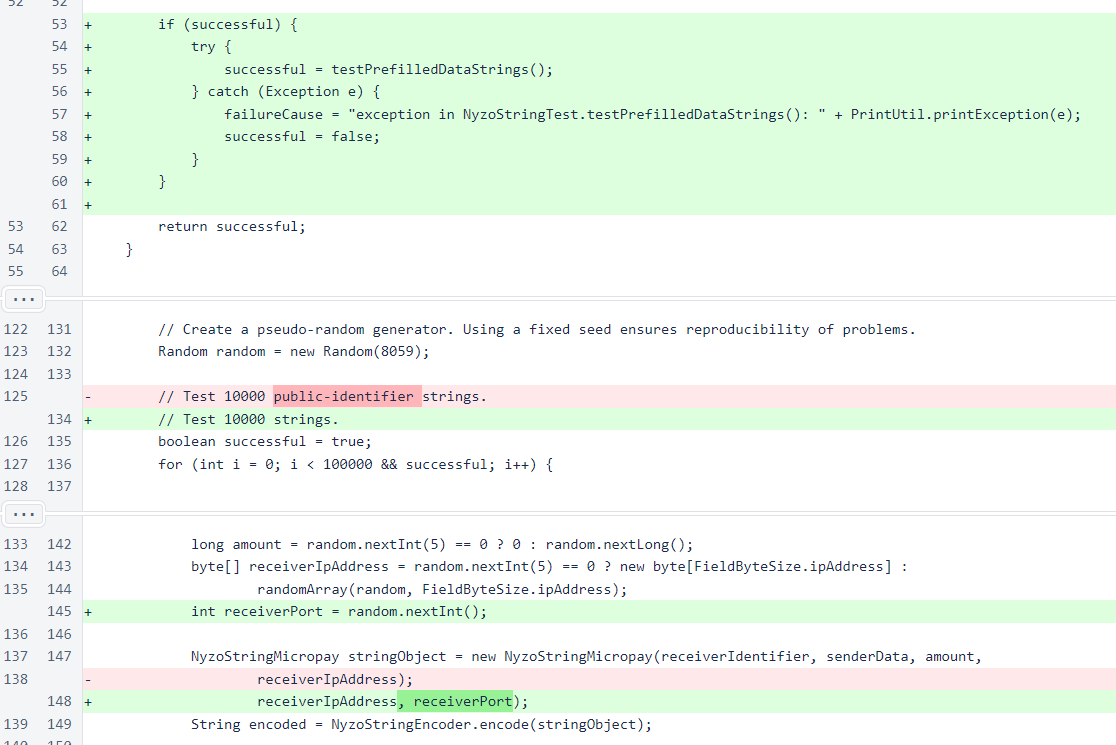 52 52
53 + if (successful) {
54 + try {
55 + successful = testPrefilledDataStrings();
56 + } catch (Exception e) {
57 + failureCause = "exception in NyzoStringTest.testPrefilledDataStrings(): " + PrintUtil.printException(e);
58 + successful = false;
59 + }
60 + }
61 +
53 62 return successful;
54 63 }
55 64
...
122 131 // Create a pseudo-random generator. Using a fixed seed ensures reproducibility of problems.
123 132 Random random = new Random(8059);
124 133
125 - // Test 10000 public-identifier strings.
134 + // Test 10000 strings.
126 135 boolean successful = true;
127 136 for (int i = 0; i < 100000 && successful; i++) {
128 137
...
133 142 long amount = random.nextInt(5) == 0 ? 0 : random.nextLong();
134 143 byte[] receiverIpAddress = random.nextInt(5) == 0 ? new byte[FieldByteSize.ipAddress] :
135 144 randomArray(random, FieldByteSize.ipAddress);
145 + int receiverPort = random.nextInt();
136 146
137 147 NyzoStringMicropay stringObject = new NyzoStringMicropay(receiverIdentifier, senderData, amount,
138 - receiverIpAddress);
148 + receiverIpAddress, receiverPort);
139 149 String encoded = NyzoStringEncoder.encode(stringObject);
140 150